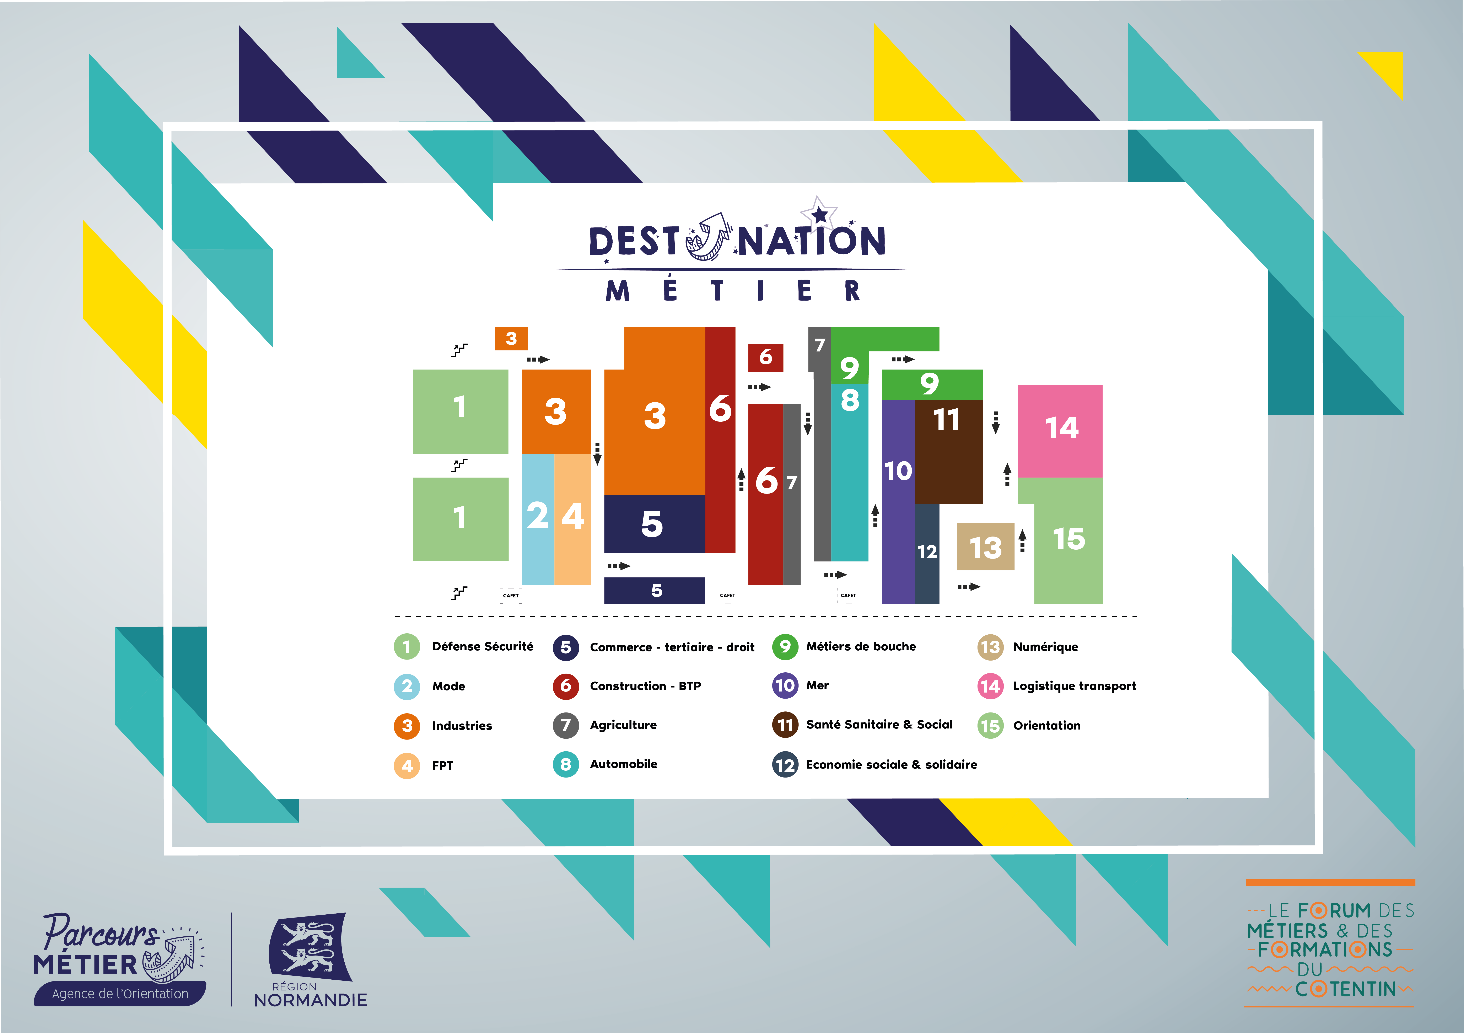 DESTINATION
MÉTIER
3
7
6
9
9
8
1
3
3
6
11
14
10
6
7
1
2
4
5
12
13
15
5
CAFET
CAFET
CAFET
1 Défense Sécurité
2 Mode
3 Industries
4 FPT
5 Commerce - tertiaire - droit
6 Construction - BTP
7 Agriculture
8 Automobile
9 Métiers de bouche
10 Mer
11 Santé Sanitaire & Social
12 Economie sociale & solidaire
13 Numérique
14 Logistique transport
15 Orientation
Parcours
MÉTIER
Agence de l'Orientation
RÉGION
NORMANDIE
LE FORUM DES
MÉTIERS & DES
FORMATIONS
DU
COTENTIN